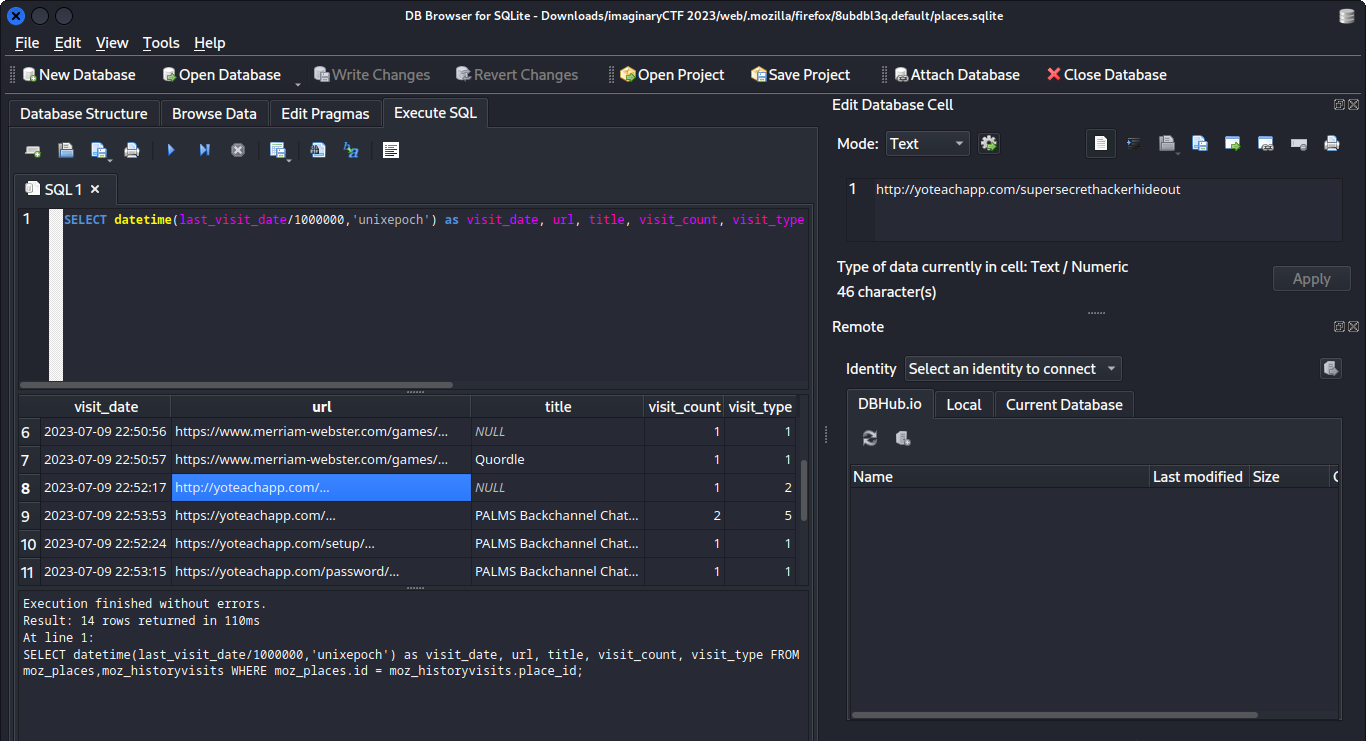 DB Browser for SQLite - Downloads/imaginaryCTF 2023/web/.mozilla/firefox/8ubdbl3q.default/places.sqlite
File Edit View Tools Help
New Database Open Database Write Changes Revert Changes Open Project Save Project Attach Database Close Database
Database Structure Browse Data Edit Pragmas Execute SQL
SQL 1
1 SELECT datetime(last_visit_date/1000000,'unixepoch') as visit_date, url, title, visit_count, visit_type
visit_date url title visit_count visit_type
6 2023-07-09 22:50:56 https://www.merriam-webster.com/games/... NULL 1 1
7 2023-07-09 22:50:57 https://www.merriam-webster.com/games/... Quordle 1 1
8 2023-07-09 22:52:17 http://yoteachapp.com/... NULL 1 2
9 2023-07-09 22:53:53 https://yoteachapp.com/... PALMS Backchannel Chat... 2 5
10 2023-07-09 22:52:24 https://yoteachapp.com/setup/... PALMS Backchannel Chat... 1 1
11 2023-07-09 22:53:15 https://yoteachapp.com/password/... PALMS Backchannel Chat... 1 1
Execution finished without errors.
Result: 14 rows returned in 110ms
At line 1:
SELECT datetime(last_visit_date/1000000,'unixepoch') as visit_date, url, title, visit_count, visit_type FROM
moz_places,moz_historyvisits WHERE moz_places.id = moz_historyvisits.place_id;
Edit Database Cell
Mode: Text
1 http://yoteachapp.com/supersecrethackerhideout
Type of data currently in cell: Text / Numeric
46 character(s)
Apply
Remote
Identity Select an identity to connect
DBHub.io Local Current Database
Name Last modified Size